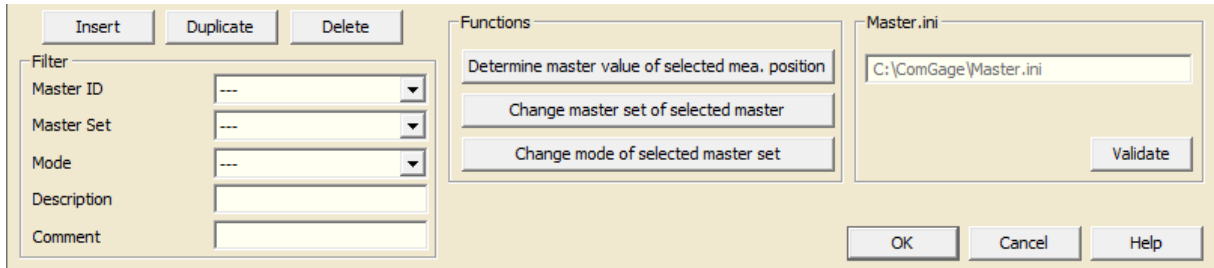 Insert Duplicate Delete
Filter
Master ID ---
Master Set ---
Mode ---
Description
Comment
Functions
Determine master value of selected mea. position
Change master set of selected master
Change mode of selected master set
Master.ini
C:\ComGage\Master.ini
Validate
OK Cancel Help